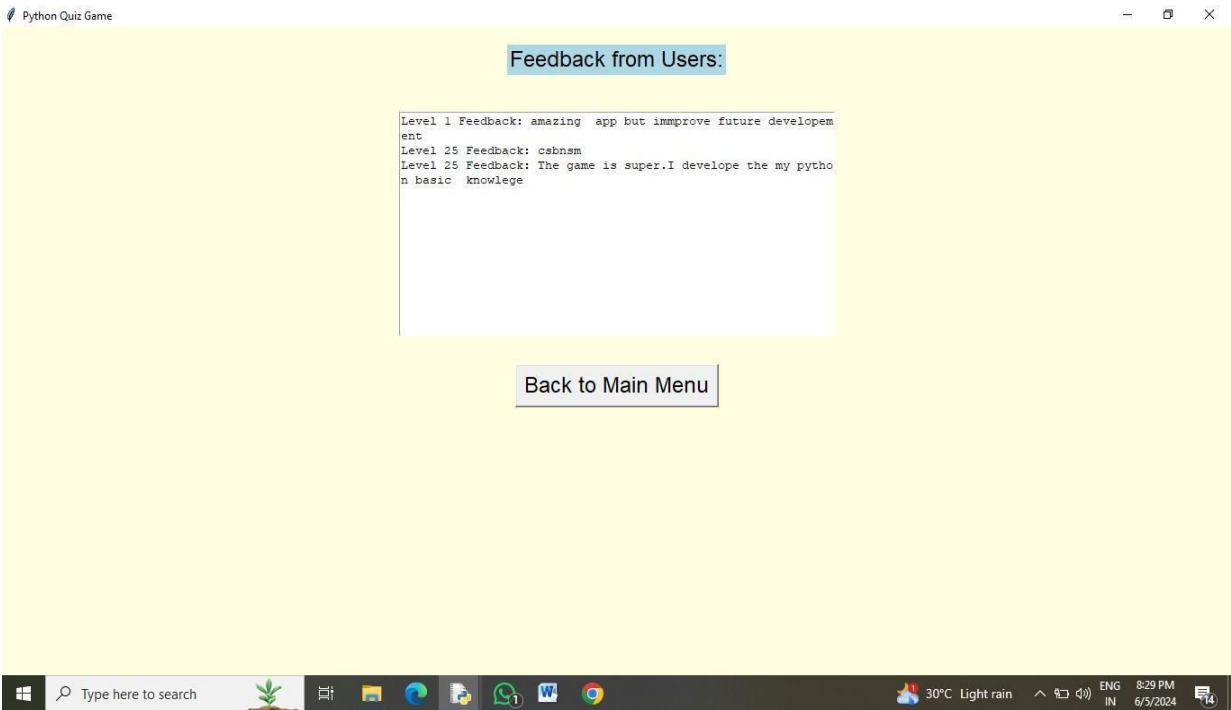 Python Quiz Game
Feedback from Users:
Level 1 Feedback: amazing  app but immprove future developem
ent
Level 25 Feedback: csbnsm
Level 25 Feedback: The game is super.I develope the my pytho
n basic  knowlege
Back to Main Menu
Type here to search
1
W
30°C Light rain
ENG
IN
8:29 PM
6/5/2024
14